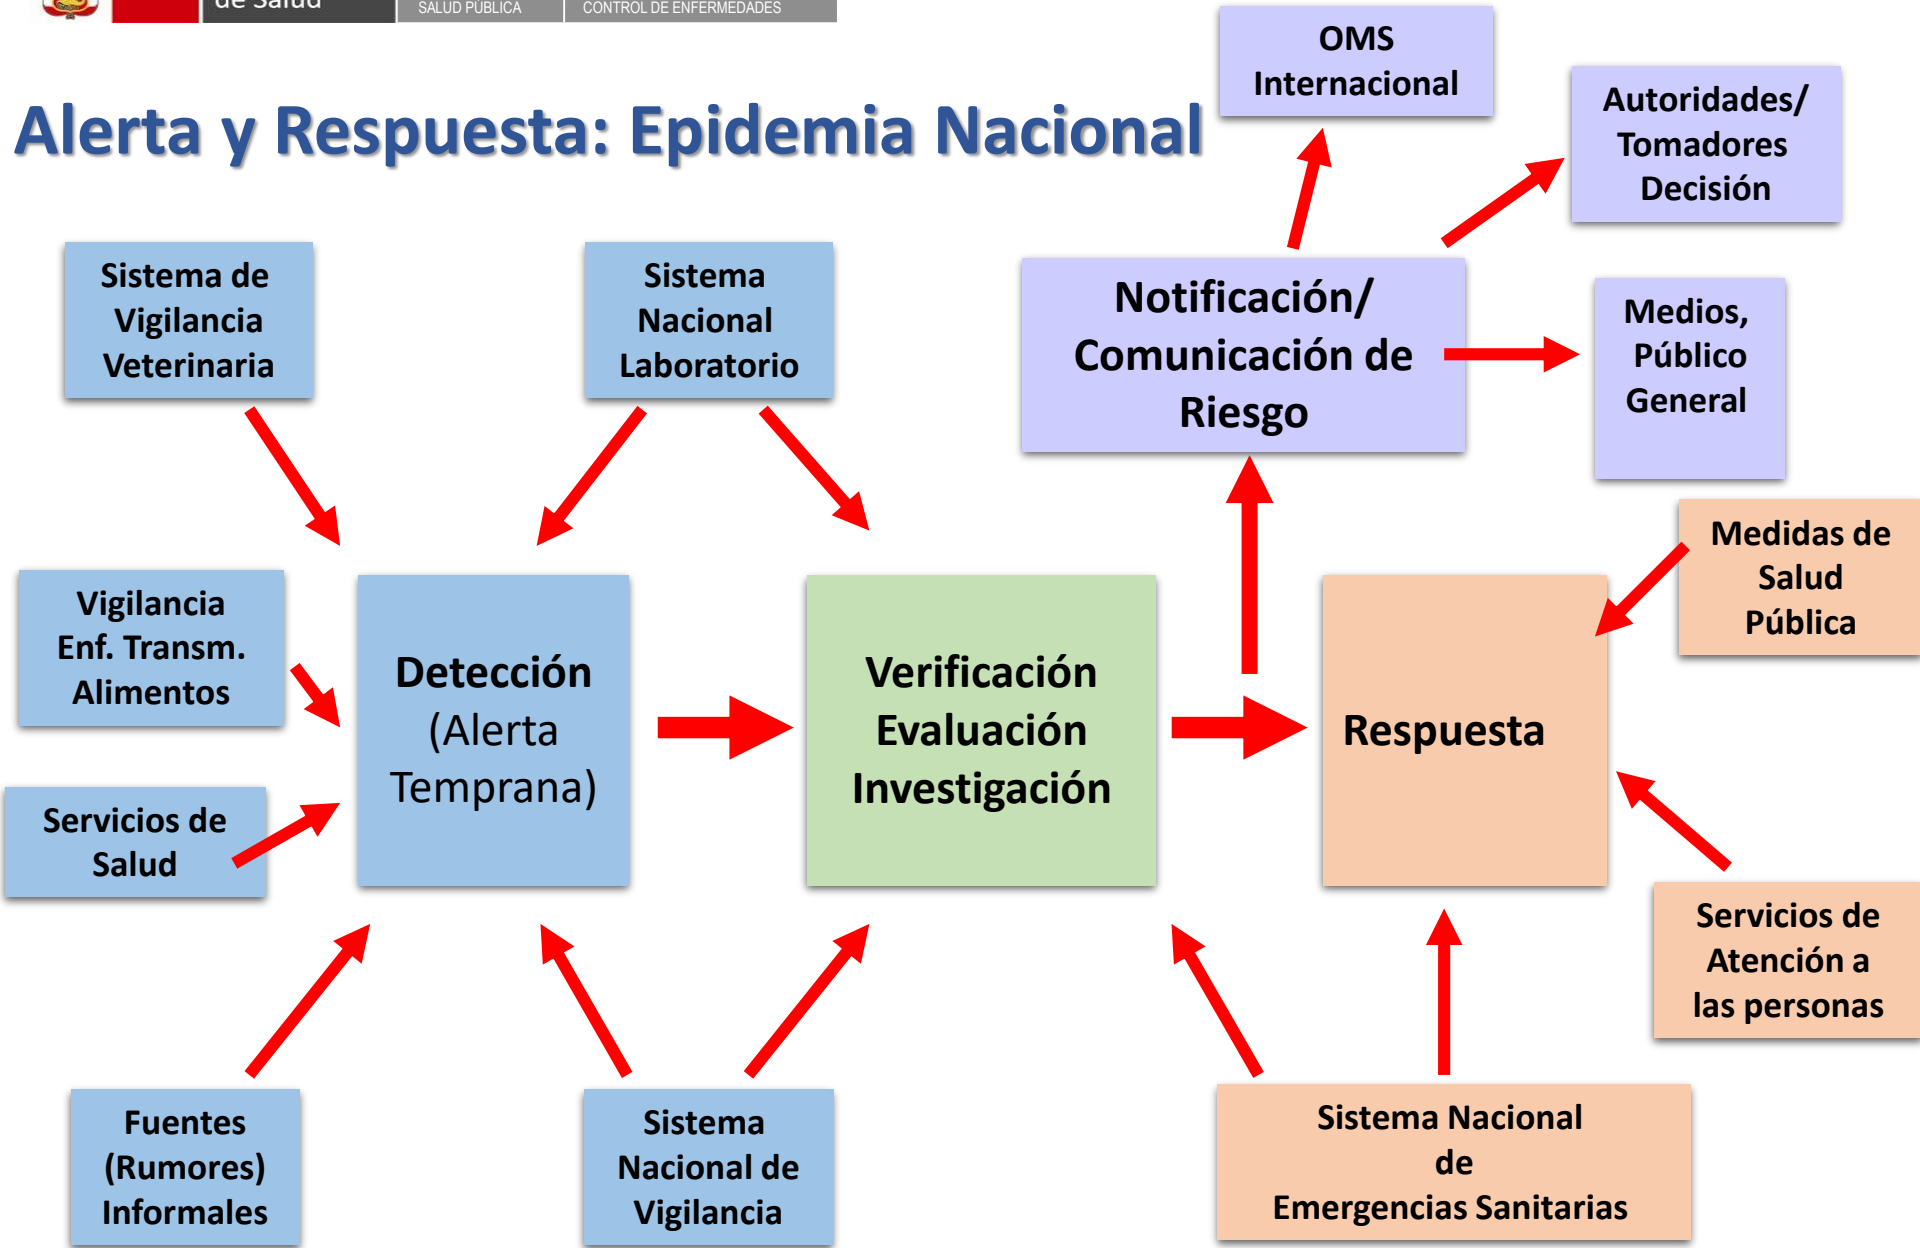 de Salud
SALUD PÚBLICA
CONTROL DE ENFERMEDADES
Alerta y Respuesta: Epidemia Nacional
OMS
Internacional
Autoridades/
Tomadores
Decisión
Sistema de
Vigilancia
Veterinaria
Sistema
Nacional
Laboratorio
Notificación/
Comunicación de
Riesgo
Medios,
Público
General
Medidas de
Salud
Pública
Vigilancia
Enf. Transm.
Alimentos
Detección
(Alerta
Temprana)
Verificación
Evaluación
Investigación
Respuesta
Servicios de
Salud
Servicios de
Atención a
las personas
Fuentes
(Rumores)
Informales
Sistema
Nacional de
Vigilancia
Sistema Nacional
de
Emergencias Sanitarias